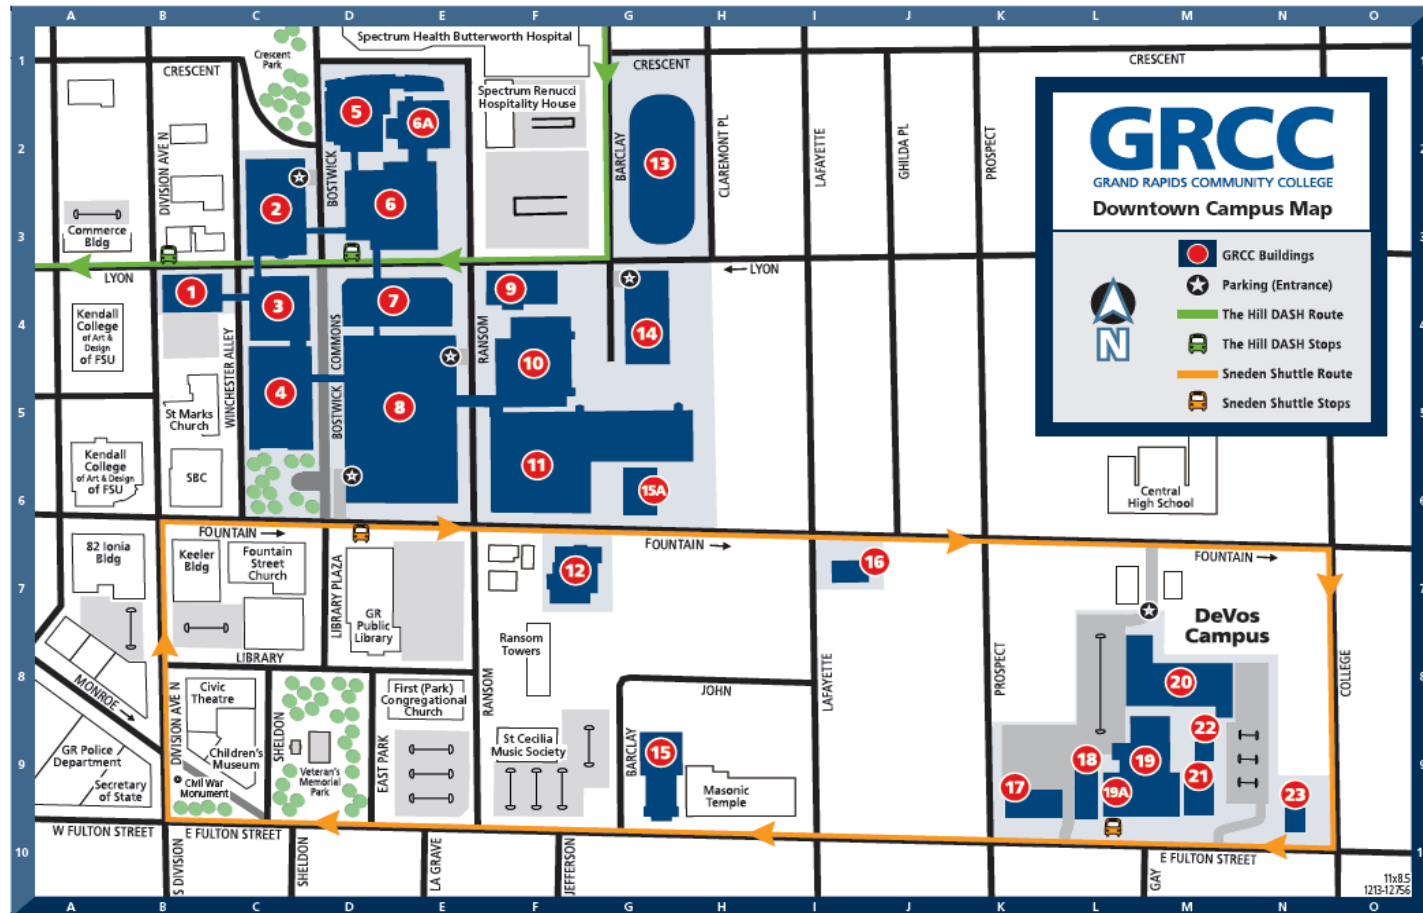 A B C D E F G H I J K L M N O
Spectrum Health Butterworth Hospital
Crescent
Park
1
CRESCENT
CRESCENT
CRESCENT
1
Spectrum Renucci
Hospitality House
5
6A
2
DIVISION AVE N
BOSTWICK
BARCLAY
13
CLAREMONT PL
LAFAYETTE
GHILDA PL
PROSPECT
2
2
6
Commerce
Bldg
3
3
LYON
LYON
1
3
7
9
14
Kendall
College
of Art &
Design
of FSU
4
4
WINCHESTER ALLEY
BOSTWICK COMMONS
RANSOM
10
4
8
St Marks
Church
5
5
11
Kendall
College
of Art & Design
of FSU
SBC
15A
6
6
Central
High School
GRCC
GRAND RAPIDS COMMUNITY COLLEGE
Downtown Campus Map
N
GRCC Buildings
Parking (Entrance)
The Hill DASH Route
The Hill DASH Stops
Sneden Shuttle Route
Sneden Shuttle Stops
FOUNTAIN
FOUNTAIN
FOUNTAIN
82 Ionia
Bldg
Keeler
Bldg
Fountain
Street
Church
12
16
7
7
LIBRARY PLAZA
GR
Public
Library
DeVos
Campus
Ransom
Towers
LIBRARY
8
8
MONROE
DIVISION AVE N
Civic
Theatre
SHELDON
First (Park)
Congregational
Church
RANSOM
JOHN
LAFAYETTE
PROSPECT
COLLEGE
20
22
GR Police
Department
Children's
Museum
EAST PARK
St Cecilia
Music Society
BARCLAY
15
18
19
9
9
Secretary
of State
Civil War
Monument
Veteran's
Memorial
Park
Masonic
Temple
17
19A
21
23
W FULTON STREET
E FULTON STREET
E FULTON STREET
10
1
S DIVISION
SHELDON
LA GRAVE
JEFFERSON
GAY
11x8.5
1213-12756
A B C D E F G H I J K L M N O